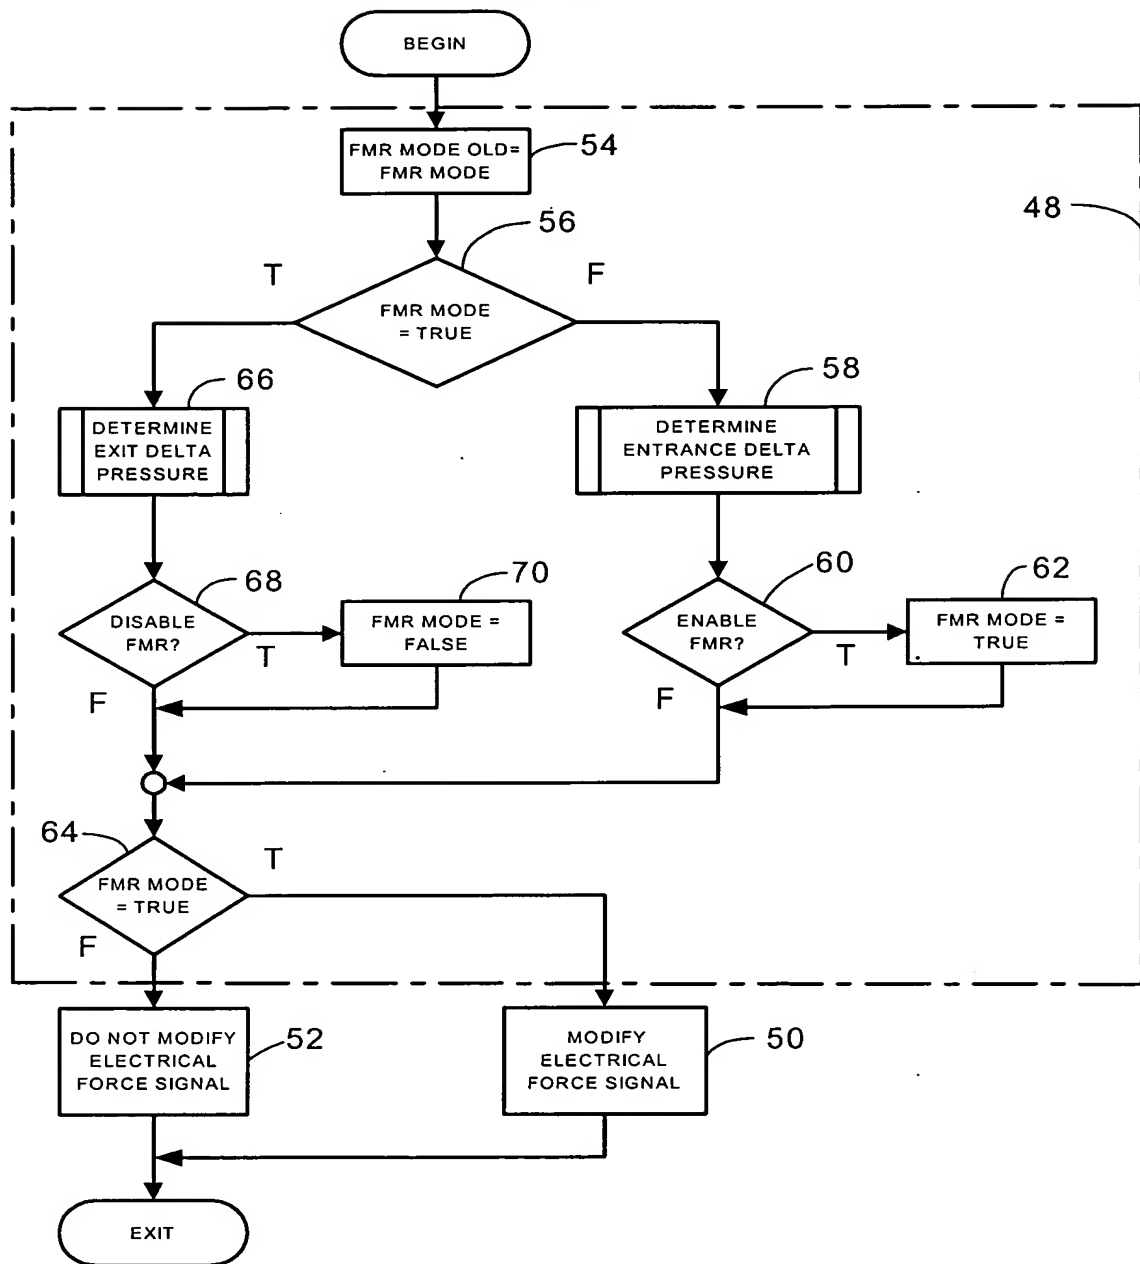 BEGIN
FMR MODE OLD=
FMR MODE
54
48
56
T
F
FMR MODE
= TRUE
66
58
DETERMINE
EXIT DELTA
PRESSURE
DETERMINE
ENTRANCE DELTA
PRESSURE
68
70
60
62
DISABLE
FMR?
T
FMR MODE =
FALSE
ENABLE
FMR?
T
FMR MODE =
TRUE
F
F
64
T
FMR MODE
= TRUE
F
DO NOT MODIFY
ELECTRICAL
FORCE SIGNAL
52
MODIFY
ELECTRICAL
FORCE SIGNAL
50
EXIT